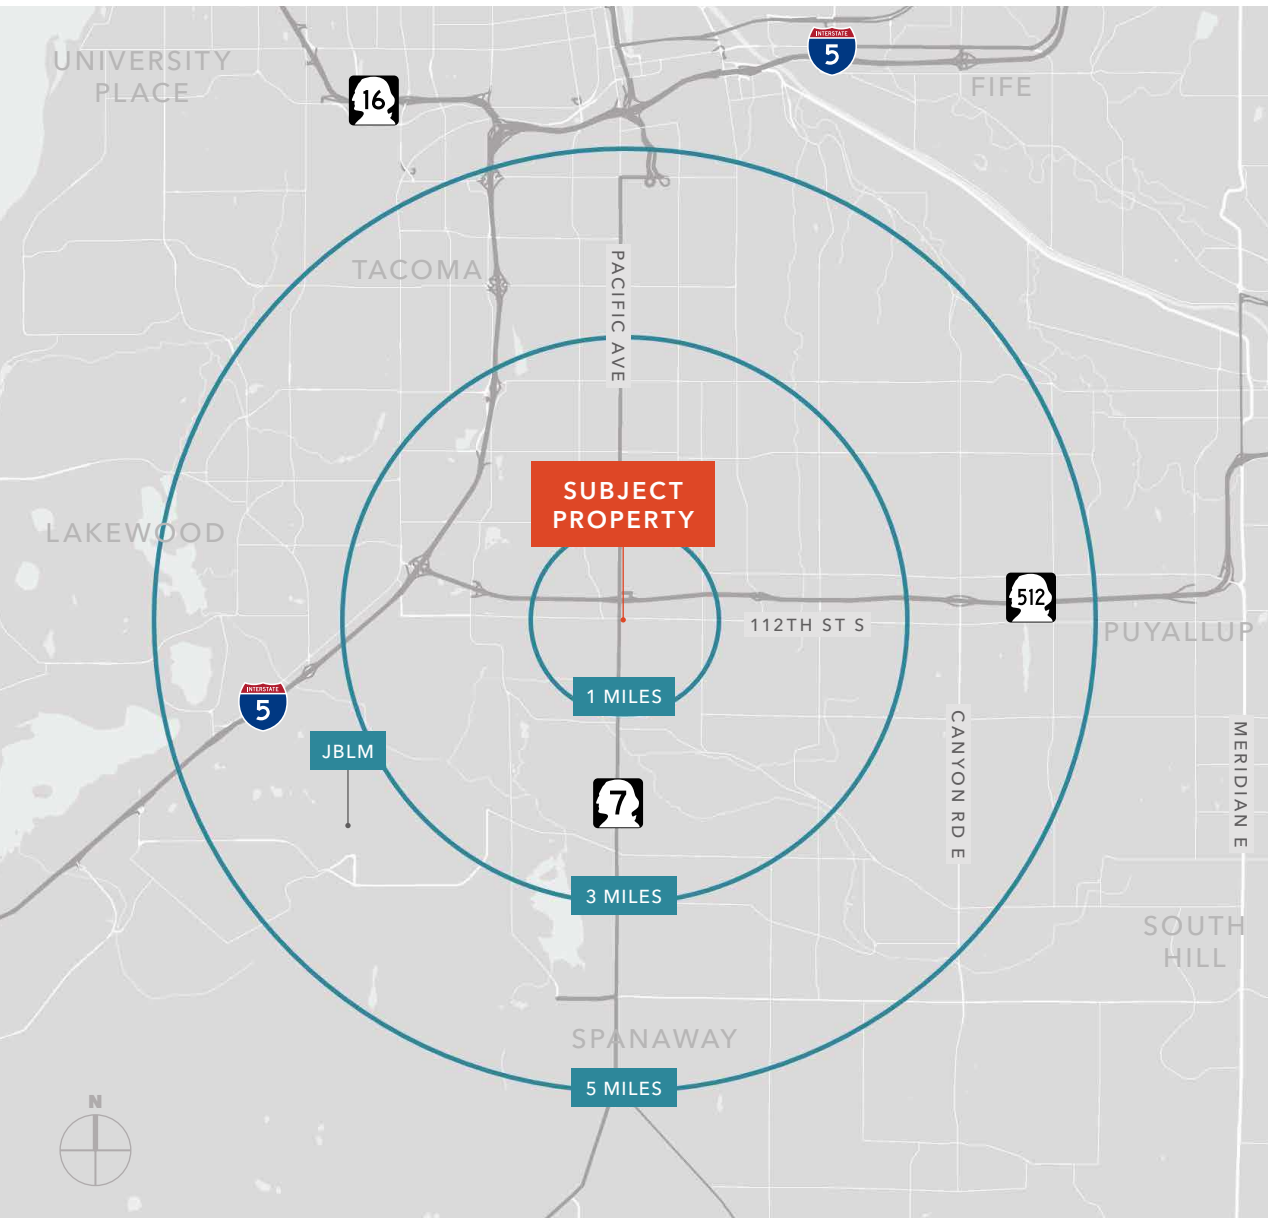 INTERSTATE
5
UNIVERSITY
PLACE
16
FIFE
TACOMA
PACIFIC AVE
SUBJECT
PROPERTY
LAKEWOOD
512
112TH ST S
PUYALLUP
INTERSTATE
5
1 MILES
JBLM
CANYON RD E
MERIDIAN E
7
3 MILES
SOUTH
HILL
SPANAWAY
5 MILES
N